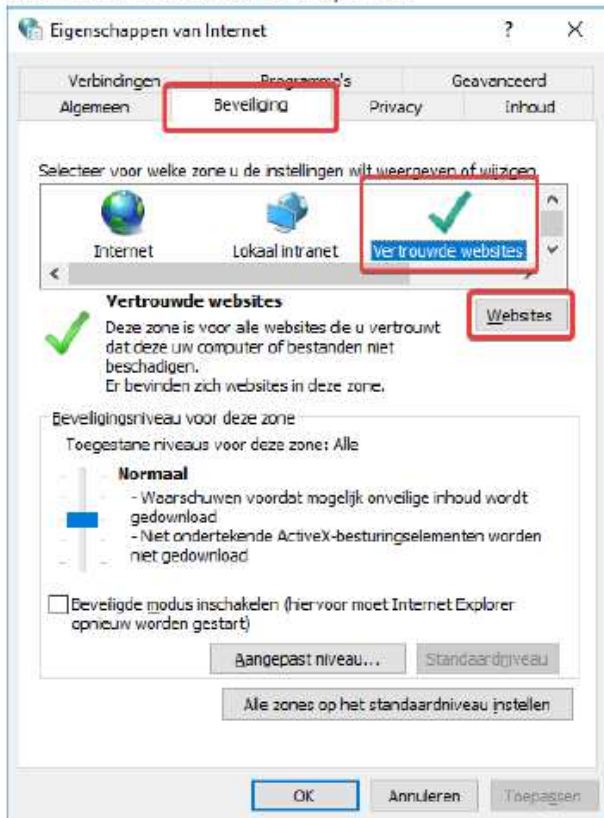 Eigenschappen van Internet
Verbindingen Programma's Geavanceerd
Algemeen Beveiliging Privacy Inhoud
Selecteer voor welke zone u de instellingen wilt weergeven of wijzigen
Internet Lokaal intranet Vertrouwde websites
Vertrouwde websites
Websites
Deze zone is voor alle websites die u vertrouwt
dat deze uw computer of bestanden niet
beschadigen.
Er bevinden zich websites in deze zone.
Beveiligingsniveau voor deze zone
Toegestane niveaus voor deze zone: Alle
Normaal
- Waarschuwen voordat mogelijk onveilige inhoud wordt
gedownload
- Niet ondertekende ActiveX-besturingselementen worden
niet gedownload
Beveiligde modus inschakelen (hiervoor moet Internet Explorer
opnieuw worden gestart)
Aangepast niveau... Standaardniveau
Alle zones op het standaardniveau instellen
OK Annuleren Toepassen